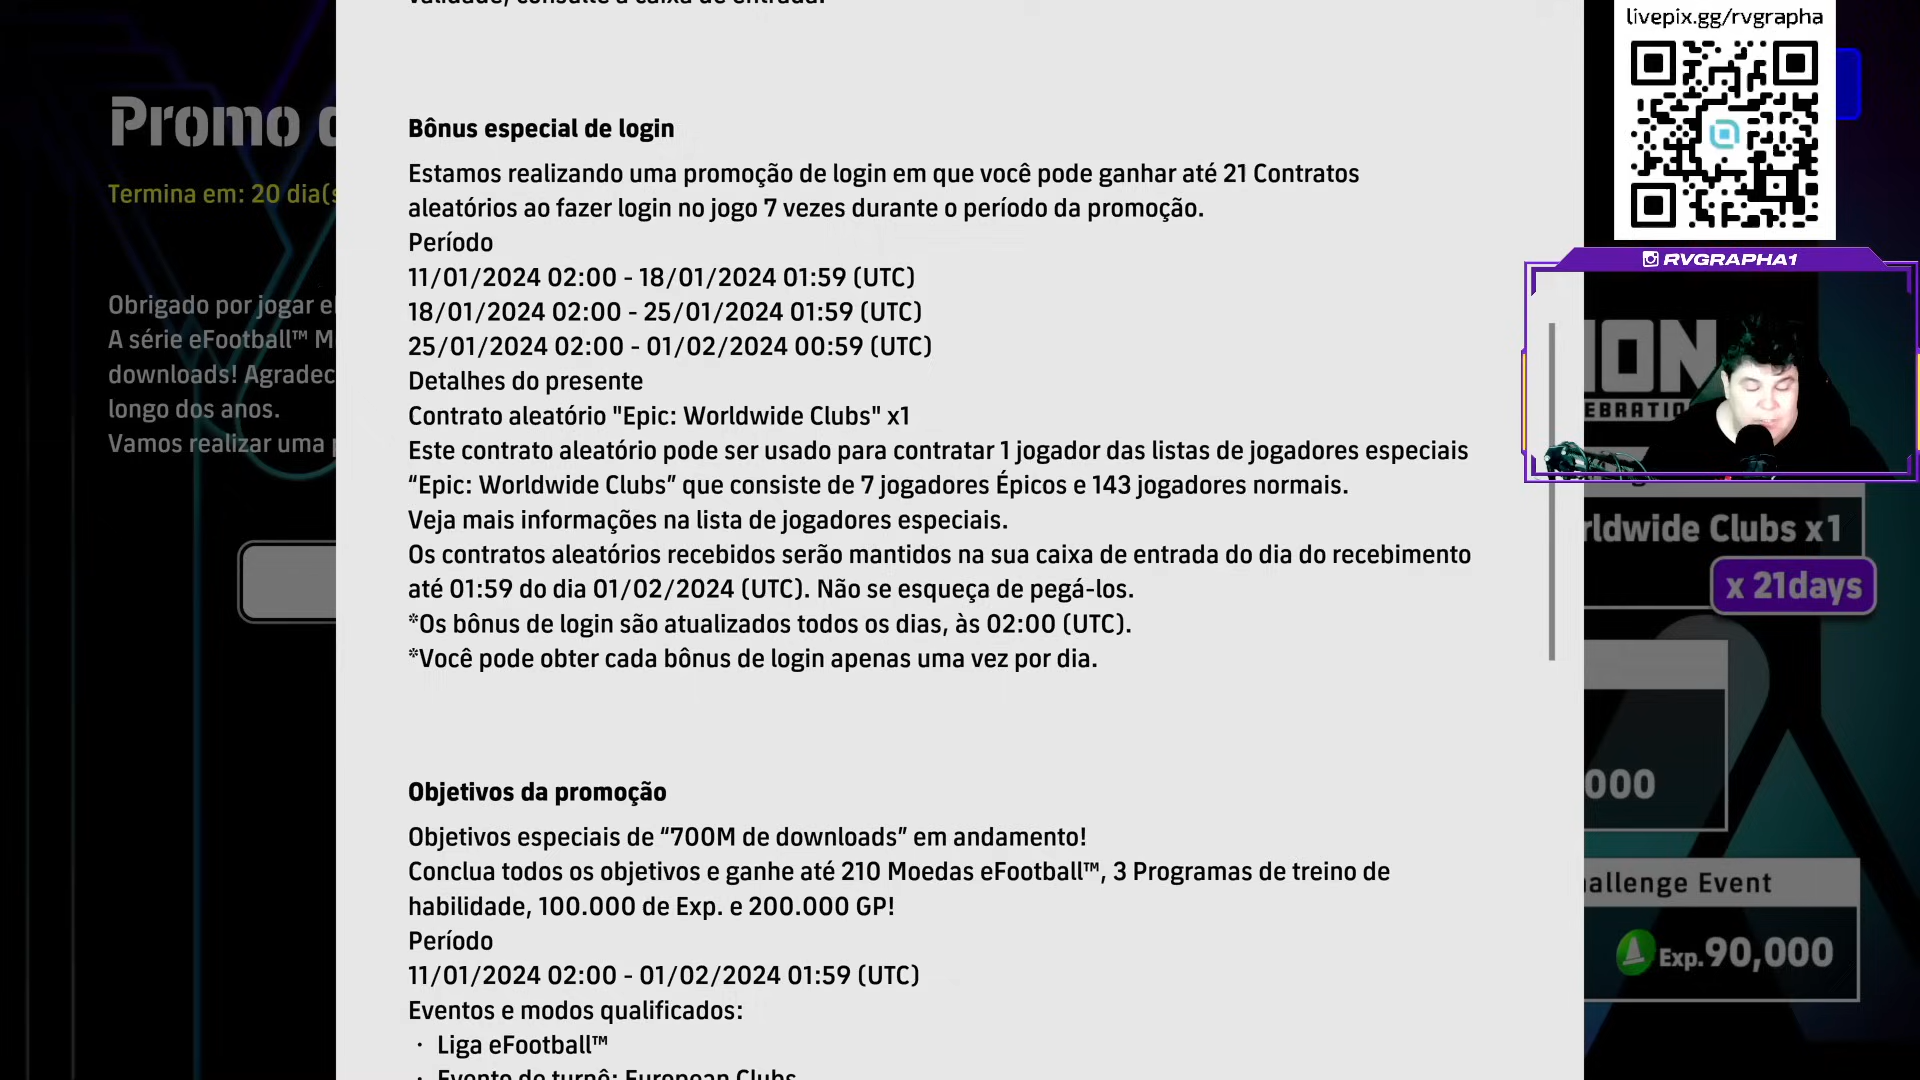 validade, consulte a caixa de entrada.
livepix.gg/rvgrapha
Promo
Termina em: 20 dia(s
Obrigado por jogar
A série eFootball™ M
downloads! Agradec
longo dos anos.
Vamos realizar uma
Bônus especial de login
Estamos realizando uma promoção de login em que você pode ganhar até 21 Contratos
aleatórios ao fazer login no jogo 7 vezes durante o período da promoção.
Período
11/01/2024 02:00 - 18/01/2024 01:59 (UTC)
18/01/2024 02:00 - 25/01/2024 01:59 (UTC)
25/01/2024 02:00 - 01/02/2024 00:59 (UTC)
Detalhes do presente
Contrato aleatório "Epic: Worldwide Clubs" x1
Este contrato aleatório pode ser usado para contratar 1 jogador das listas de jogadores especiais
“Epic: Worldwide Clubs” que consiste de 7 jogadores Épicos e 143 jogadores normais.
Veja mais informações na lista de jogadores especiais.
Os contratos aleatórios recebidos serão mantidos na sua caixa de entrada do dia do recebimento
até 01:59 do dia 01/02/2024 (UTC). Não se esqueça de pegá-los.
*Os bônus de login são atualizados todos os dias, às 02:00 (UTC).
*Você pode obter cada bônus de login apenas uma vez por dia.
Objetivos da promoção
Objetivos especiais de “700M de downloads” em andamento!
Conclua todos os objetivos e ganhe até 210 Moedas eFootball™, 3 Programas de treino de
habilidade, 100.000 de Exp. e 200.000 GP!
Período
11/01/2024 02:00 - 01/02/2024 01:59 (UTC)
Eventos e modos qualificados:
· Liga eFootball™
· Evento de turnê: European Clubs
RVGRAPHA1
ION
EBRATIO
rldwide Clubs x1
x 21days
000
allenge Event
Exp. 90,000